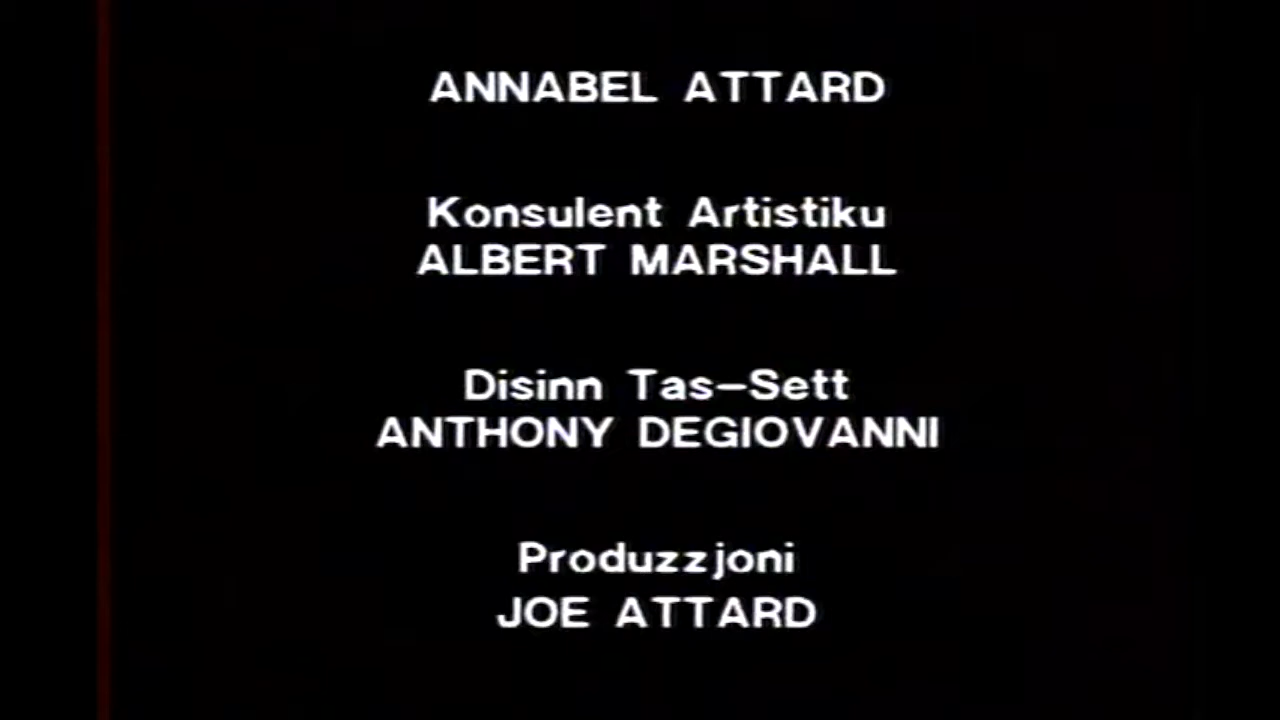 ANNABEL ATTARD
Konsulent Artistiku
ALBERT MARSHALL
Disinn Tas-Sett
ANTHONY DEGIOVANNI
Produzzjoni
JOE ATTARD